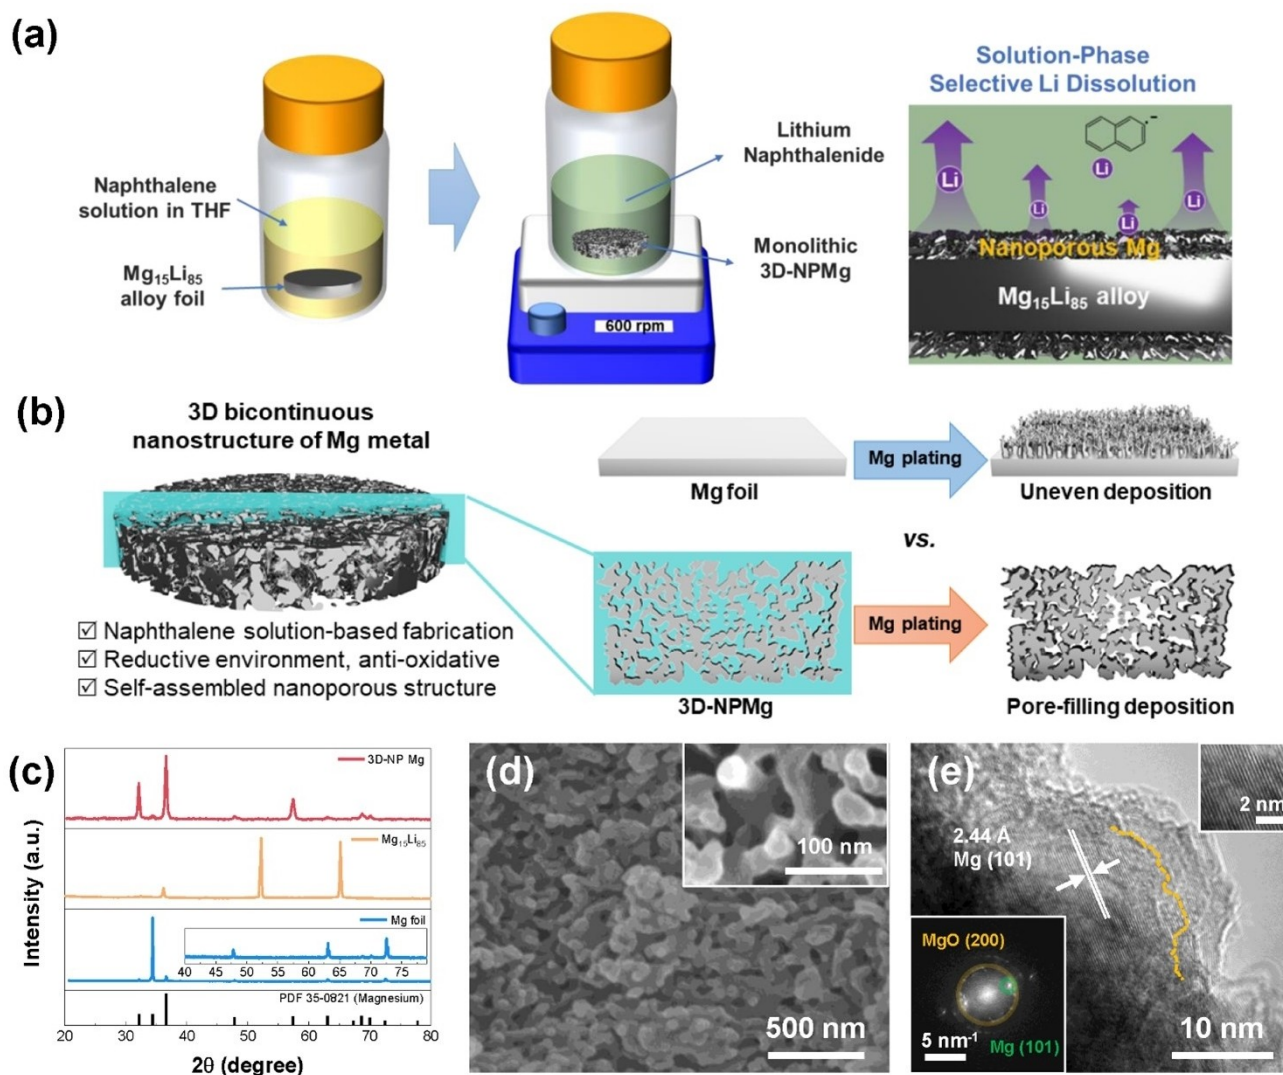 (a)
Naphthalene
solution in THF
Mg₁₅Li₈₅
alloy foil
600 rpm
Lithium
Naphthalenide
Monolithic
3D-NPMg
Solution-Phase
Selective Li Dissolution
Li
Li
Li
Li
Li
Nanoporous Mg
Mg₁₅Li₈₅ alloy
(b)
3D bicontinuous
nanostructure of Mg metal
☑ Naphthalene solution-based fabrication
☑ Reductive environment, anti-oxidative
☑ Self-assembled nanoporous structure
Mg foil
Mg plating
Uneven deposition
vs.
3D-NPMg
Mg plating
Pore-filling deposition
(c)
Intensity (a.u.)
3D-NP Mg
Mg₁₅Li₈₅
Mg foil
40 45 50 55 60 65 70 75
PDF 35-0821 (Magnesium)
20 30 40 50 60 70 80
2θ (degree)
(d)
100 nm
500 nm
(e)
2 nm
2.44 Å
Mg (101)
MgO (200)
5 nm⁻¹
Mg (101)
10 nm